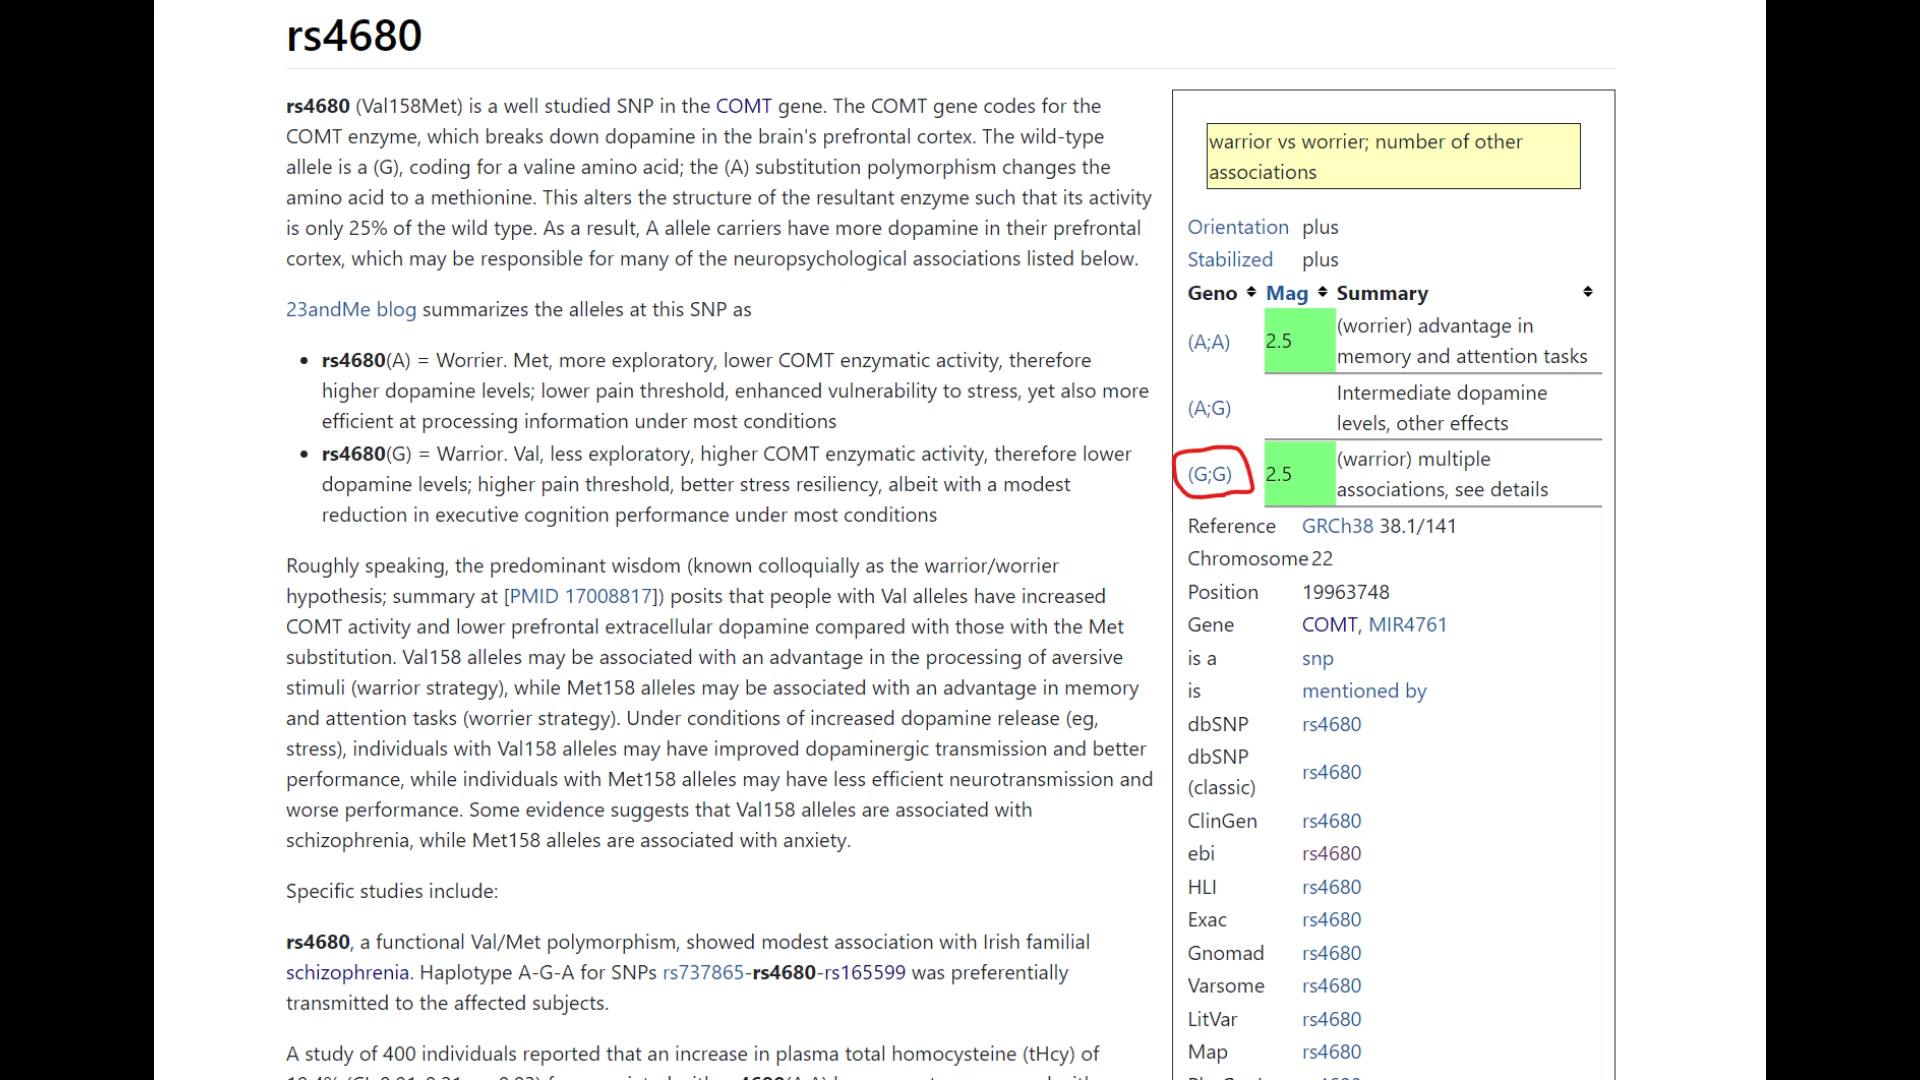 rs4680
rs4680 (Val158Met) is a well studied SNP in the COMT gene. The COMT gene codes for the
COMT enzyme, which breaks down dopamine in the brain's prefrontal cortex. The wild-type
allele is a (G), coding for a valine amino acid; the (A) substitution polymorphism changes the
amino acid to a methionine. This alters the structure of the resultant enzyme such that its activity
is only 25% of the wild type. As a result, A allele carriers have more dopamine in their prefrontal
cortex, which may be responsible for many of the neuropsychological associations listed below.
23andMe blog summarizes the alleles at this SNP as
• rs4680(A) = Worrier. Met, more exploratory, lower COMT enzymatic activity, therefore
higher dopamine levels; lower pain threshold, enhanced vulnerability to stress, yet also more
efficient at processing information under most conditions
• rs4680(G) = Warrior. Val, less exploratory, higher COMT enzymatic activity, therefore lower
dopamine levels; higher pain threshold, better stress resiliency, albeit with a modest
reduction in executive cognition performance under most conditions
Roughly speaking, the predominant wisdom (known colloquially as the warrior/worrier
hypothesis; summary at [PMID 17008817]) posits that people with Val alleles have increased
COMT activity and lower prefrontal extracellular dopamine compared with those with the Met
substitution. Val158 alleles may be associated with an advantage in the processing of aversive
stimuli (warrior strategy), while Met158 alleles may be associated with an advantage in memory
and attention tasks (worrier strategy). Under conditions of increased dopamine release (eg,
stress), individuals with Val158 alleles may have improved dopaminergic transmission and better
performance, while individuals with Met158 alleles may have less efficient neurotransmission and
worse performance. Some evidence suggests that Val158 alleles are associated with
schizophrenia, while Met158 alleles are associated with anxiety.
Specific studies include:
rs4680, a functional Val/Met polymorphism, showed modest association with Irish familial
schizophrenia. Haplotype A-G-A for SNPs rs737865-rs4680-rs165599 was preferentially
transmitted to the affected subjects.
A study of 400 individuals reported that an increase in plasma total homocysteine (tHcy) of
warrior vs worrier; number of other
associations
Orientation plus
Stabilized plus
Geno Mag Summary
(A;A) 2.5 (worrier) advantage in
memory and attention tasks
(A;G) Intermediate dopamine
levels, other effects
(G;G) 2.5 (warrior) multiple
associations, see details
Reference GRCh38 38.1/141
Chromosome 22
Position 19963748
Gene COMT, MIR4761
is a snp
is mentioned by
dbSNP rs4680
dbSNP
(classic) rs4680
ClinGen rs4680
ebi rs4680
HLI rs4680
Exac rs4680
Gnomad rs4680
Varsome rs4680
LitVar rs4680
Map rs4680